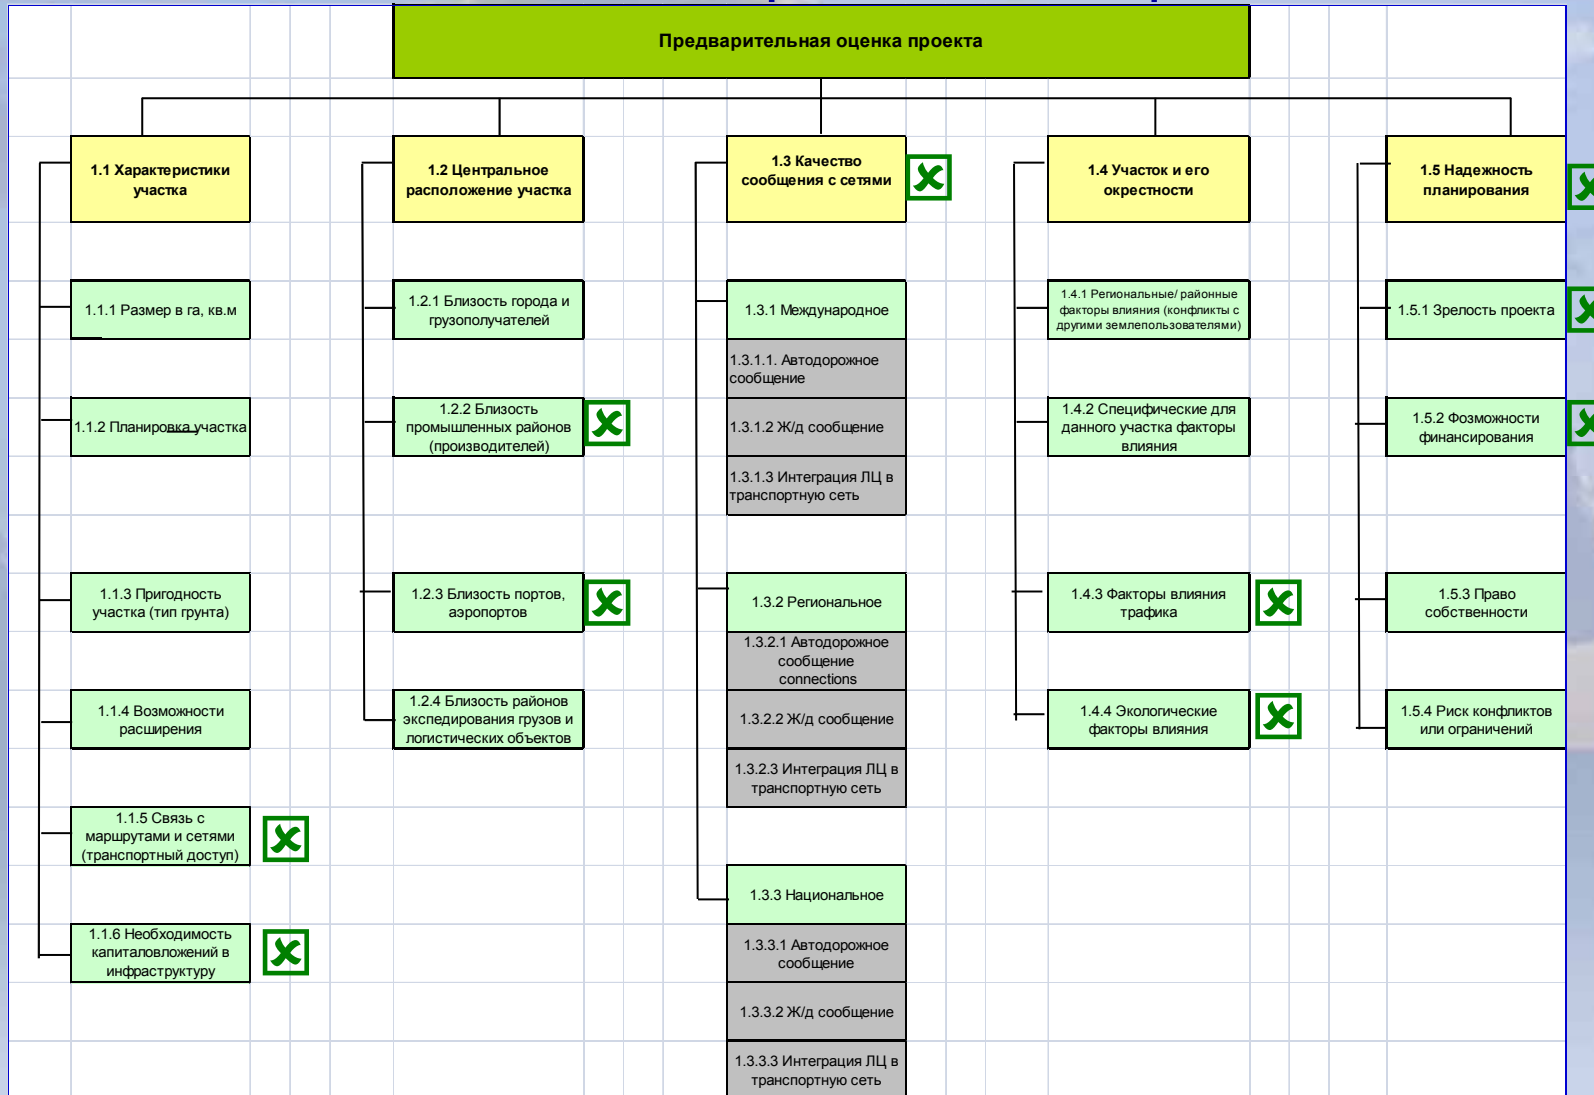 Предварительная оценка проекта
1.1 Характеристики
участка
1.1.1 Размер в га, кв.м
1.1.2 Планировка участка
1.1.3 Пригодность
участка (тип грунта)
1.1.4 Возможности
расширения
1.1.5 Связь с
маршрутами и сетями
(транспортный доступ)
1.1.6 Необходимость
капиталовложений в
инфраструктуру
1.2 Центральное
расположение участка
1.2.1 Близость города и
грузополучателей
1.2.2 Близость
промышленных районов
(производителей)
1.2.3 Близость портов,
аэропортов
1.2.4 Близость районов
экспедирования грузов и
логистических объектов
1.3 Качество
сообщения с сетями
1.3.1 Международное
1.3.1.1. Автодорожное
сообщение
1.3.1.2 Ж/д сообщение
1.3.1.3 Интеграция ЛЦ в
транспортную сеть
1.3.2 Региональное
1.3.2.1 Автодорожное
сообщение
connections
1.3.2.2 Ж/д сообщение
1.3.2.3 Интеграция ЛЦ в
транспортную сеть
1.3.3 Национальное
1.3.3.1 Автодорожное
сообщение
1.3.3.2 Ж/д сообщение
1.3.3.3 Интеграция ЛЦ в
транспортную сеть
1.4 Участок и его
окрестности
1.4.1 Региональные/ районные
факторы влияния (конфликты с
другими землепользователями)
1.4.2 Специфические для
данного участка факторы
влияния
1.4.3 Факторы влияния
трафика
1.4.4 Экологические
факторы влияния
1.5 Надежность
планирования
1.5.1 Зрелость проекта
1.5.2 Фозможности
финансирования
1.5.3 Право
собственности
1.5.4 Риск конфликтов
или ограничений